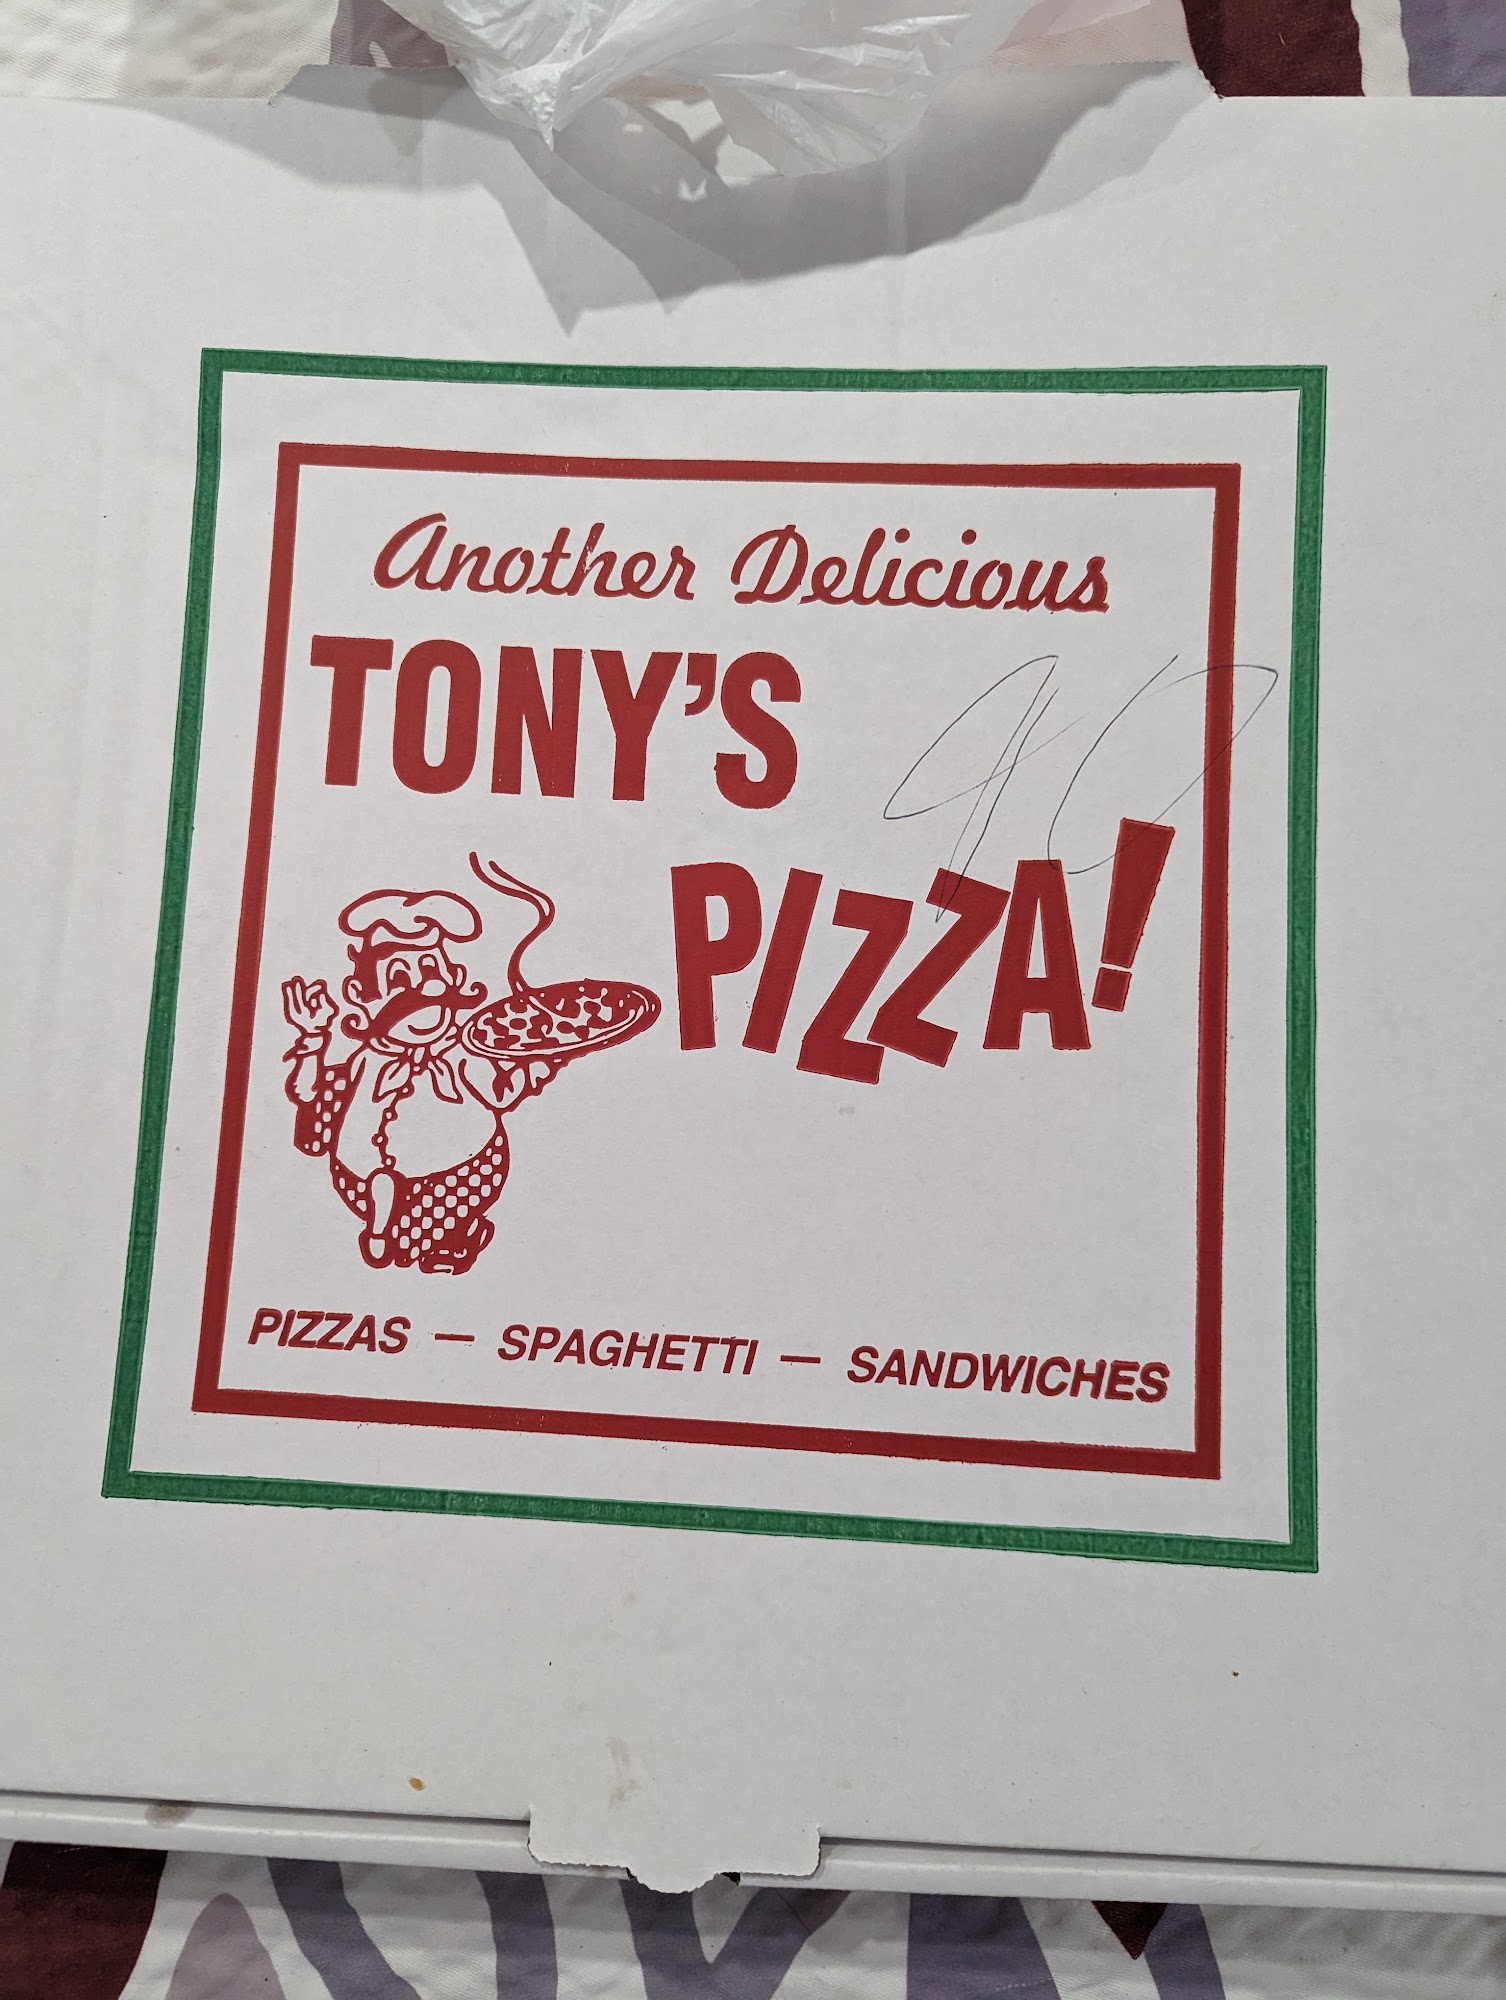 Another Delicious
TONY'S
PIZZA!
PIZZAS — SPAGHETTI — SANDWICHES